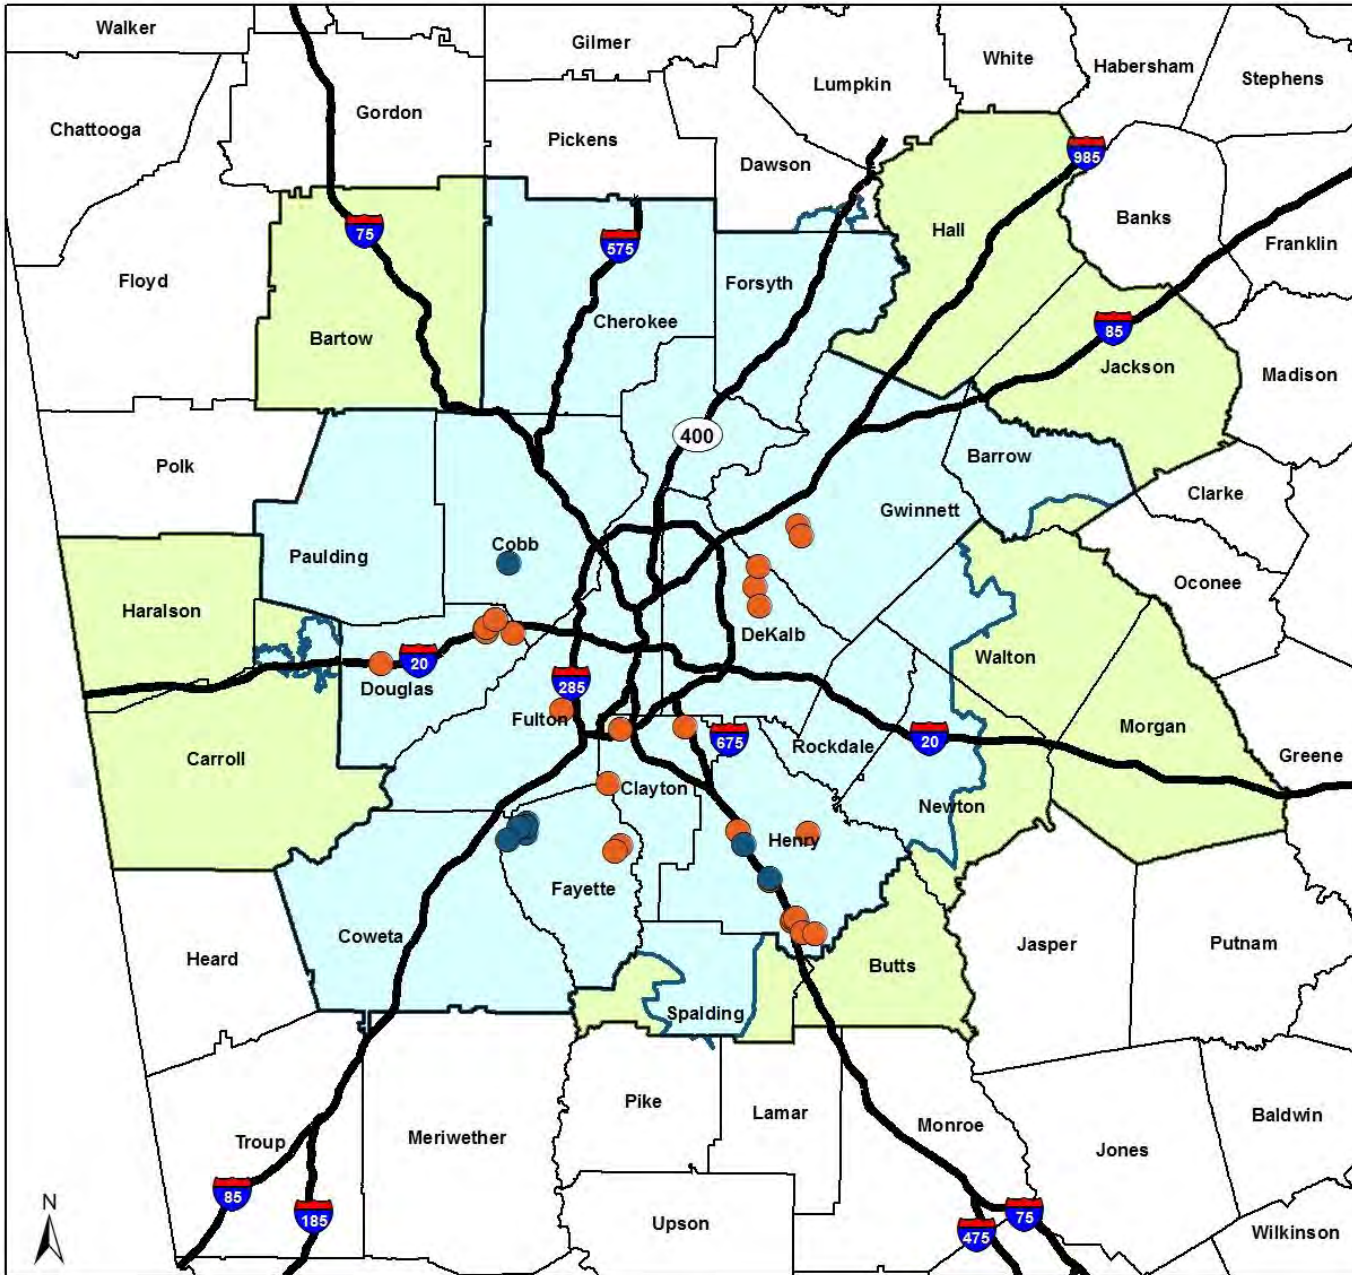 Walker
Gilmer
White
Habersham
Stephens
Lumpkin
Chattooga
Gordon
Pickens
Dawson
985
Hall
Banks
Franklin
75
575
Floyd
Forsyth
Cherokee
85
Bartow
Jackson
Madison
400
Polk
Barrow
Clarke
Gwinnett
Cobb
Paulding
Oconee
Haralson
DeKalb
Walton
20
Douglas
285
Fulton
Morgan
675
Rockdale
20
Carroll
Greene
Clayton
Newton
Henry
Fayette
Coweta
Jasper
Putnam
Heard
Butts
Spalding
Pike
Lamar
Baldwin
Monroe
Troup
Meriwether
Jones
85
N
185
Upson
75
475
Wilkinson